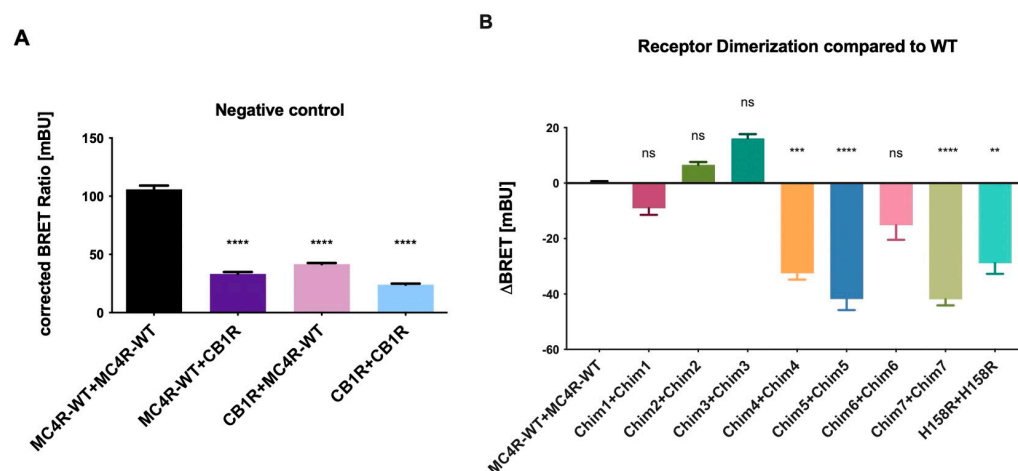 A
Negative control
corrected BRET Ratio [mBU]
150
100
50
0
****
****
****
MC4R-WT+MC4R-WT
MC4R-WT+CB1R
CB1R+MC4R-WT
CB1R+CB1R
B
Receptor Dimerization compared to WT
ΔBRET [mBU]
20
0
-20
-40
-60
ns
ns
ns
***
****
ns
****
**
MC4R-WT+MC4R-WT
Chim1+Chim1
Chim2+Chim2
Chim3+Chim3
Chim4+Chim4
Chim5+Chim5
Chim6+Chim6
Chim7+Chim7
H158R+H158R